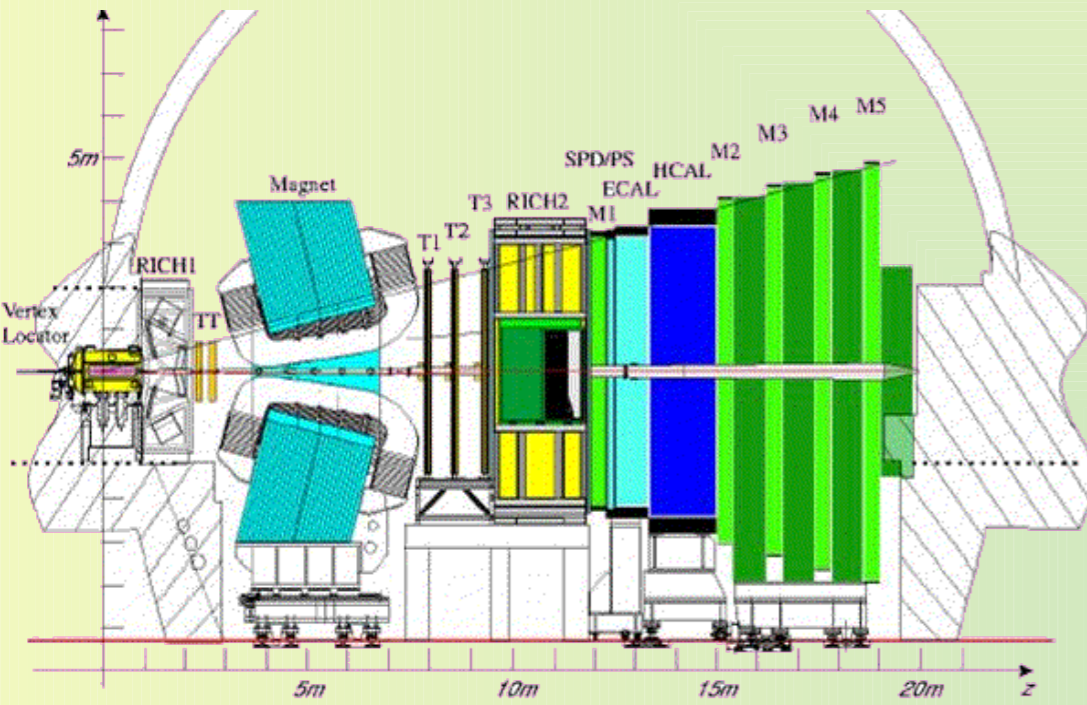 M5
M4
M3
M2
5m
SPD/PS
HCAL
ECAL
Magnet
T3
RICH2
M1
T2
T1
RICH1
Vertex
Locator
TT
5m
10m
15m
20m
z